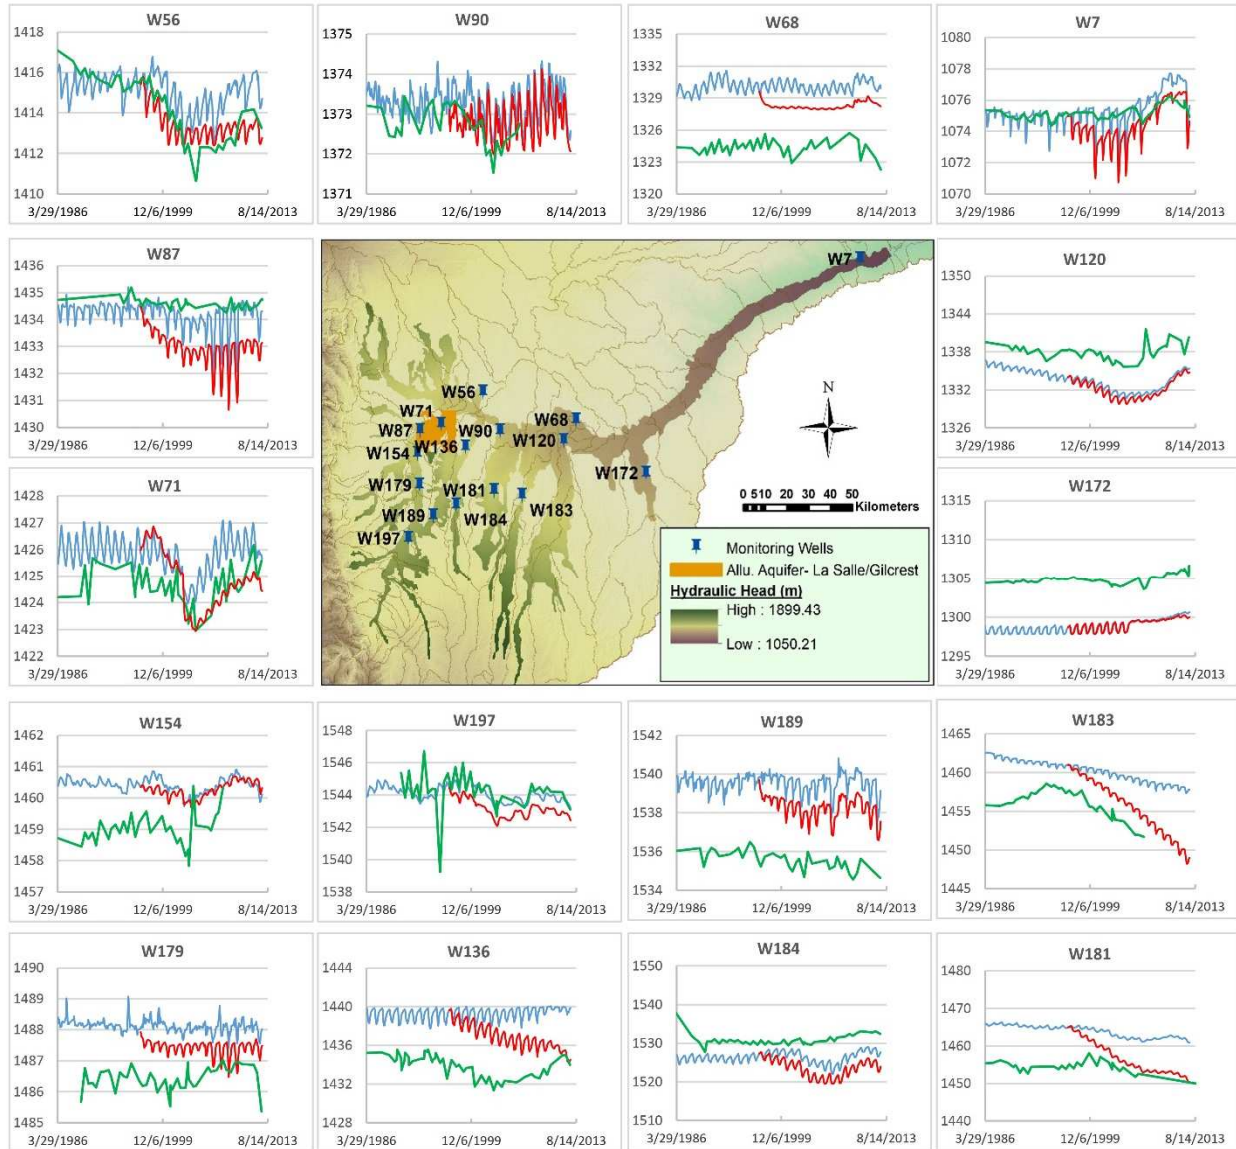 W56
1418
1416
1414
1412
1410
3/29/1986 12/6/1999 8/14/2013
W90
1375
1374
1373
1372
1371
3/29/1986 12/6/1999 8/14/2013
W68
1335
1332
1329
1326
1323
1320
3/29/1986 12/6/1999 8/14/2013
W7
1080
1078
1076
1074
1072
1070
3/29/1986 12/6/1999 8/14/2013
W87
1436
1435
1434
1433
1432
1431
1430
3/29/1986 12/6/1999 8/14/2013
W7
W56
W71
W87
W90
W68
W136
W120
W154
W172
W179
W181
W183
W189
W184
W197
N
0 5 10 20 30 40 50
Kilometers
Monitoring Wells
Allu. Aquifer- La Salle/Gilcrest
Hydraulic Head (m)
High : 1899.43
Low : 1050.21
W120
1350
1344
1338
1332
1326
3/29/1986 12/6/1999 8/14/2013
W71
1428
1427
1426
1425
1424
1423
1422
3/29/1986 12/6/1999 8/14/2013
W172
1315
1310
1305
1300
1295
3/29/1986 12/6/1999 8/14/2013
W154
1462
1461
1460
1459
1458
1457
3/29/1986 12/6/1999 8/14/2013
W197
1548
1546
1544
1542
1540
1538
3/29/1986 12/6/1999 8/14/2013
W189
1542
1540
1538
1536
1534
3/29/1986 12/6/1999 8/14/2013
W183
1465
1460
1455
1450
1445
3/29/1986 12/6/1999 8/14/2013
W179
1490
1489
1488
1487
1486
1485
3/29/1986 12/6/1999 8/14/2013
W136
1444
1440
1436
1432
1428
3/29/1986 12/6/1999 8/14/2013
W184
1550
1540
1530
1520
1510
3/29/1986 12/6/1999 8/14/2013
W181
1480
1470
1460
1450
1440
3/29/1986 12/6/1999 8/14/2013